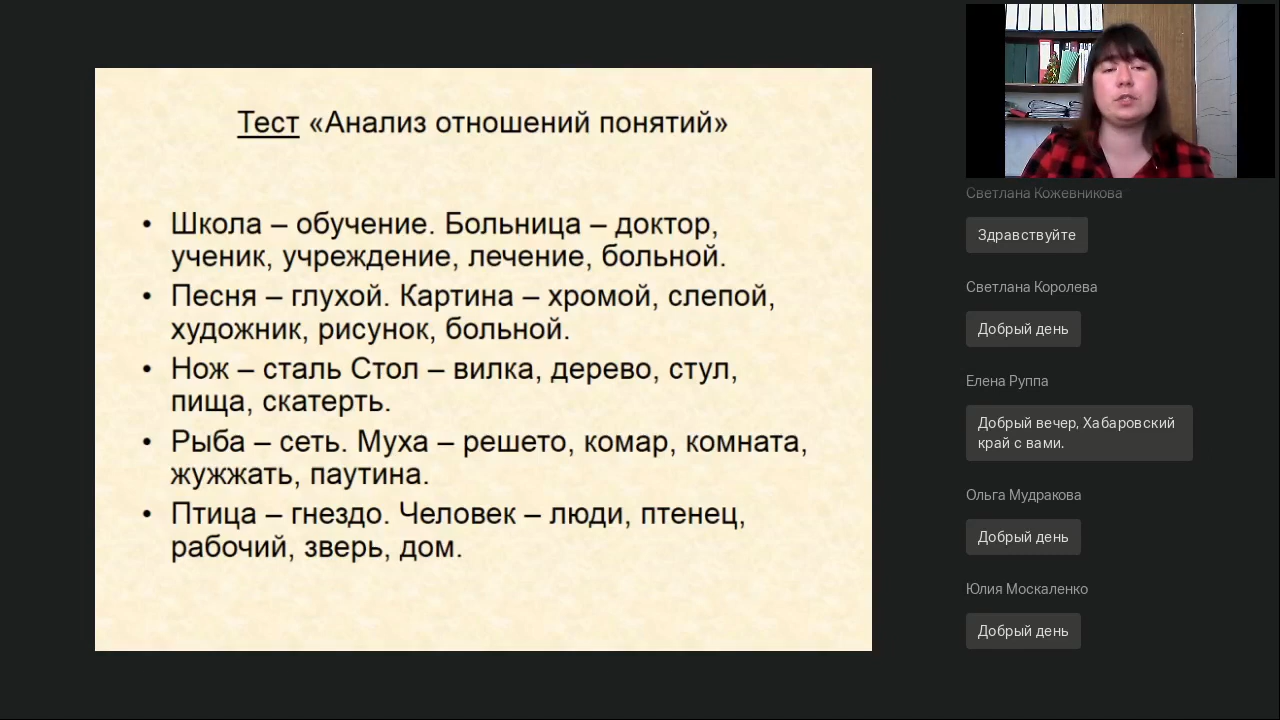 Тест «Анализ отношений понятий»
• Школа – обучение. Больница – доктор,
ученик, учреждение, лечение, больной.
• Песня – глухой. Картина – хромой, слепой,
художник, рисунок, больной.
• Нож – сталь Стол – вилка, дерево, стул,
пища, скатерть.
• Рыба – сеть. Муха – решето, комар, комната,
жужжать, паутина.
• Птица – гнездо. Человек – люди, птенец,
рабочий, зверь, дом.
Светлана Кожевникова
Здравствуйте
Светлана Королева
Добрый день
Елена Руппа
Добрый вечер, Хабаровский
край с вами.
Ольга Мудракова
Добрый день
Юлия Москаленко
Добрый день